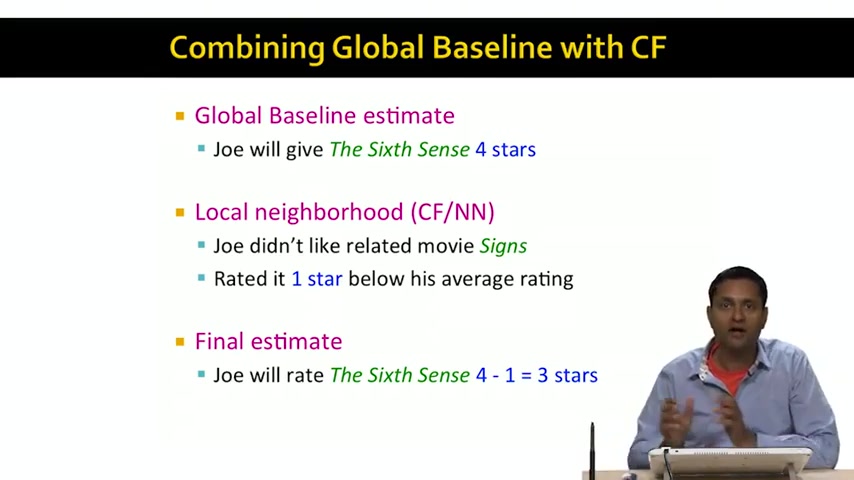 Combining Global Baseline with CF
Global Baseline estimate
Joe will give The Sixth Sense 4 stars
Local neighborhood (CF/NN)
Joe didn't like related movie Signs
Rated it 1 star below his average rating
Final estimate
Joe will rate The Sixth Sense 4 - 1 = 3 stars